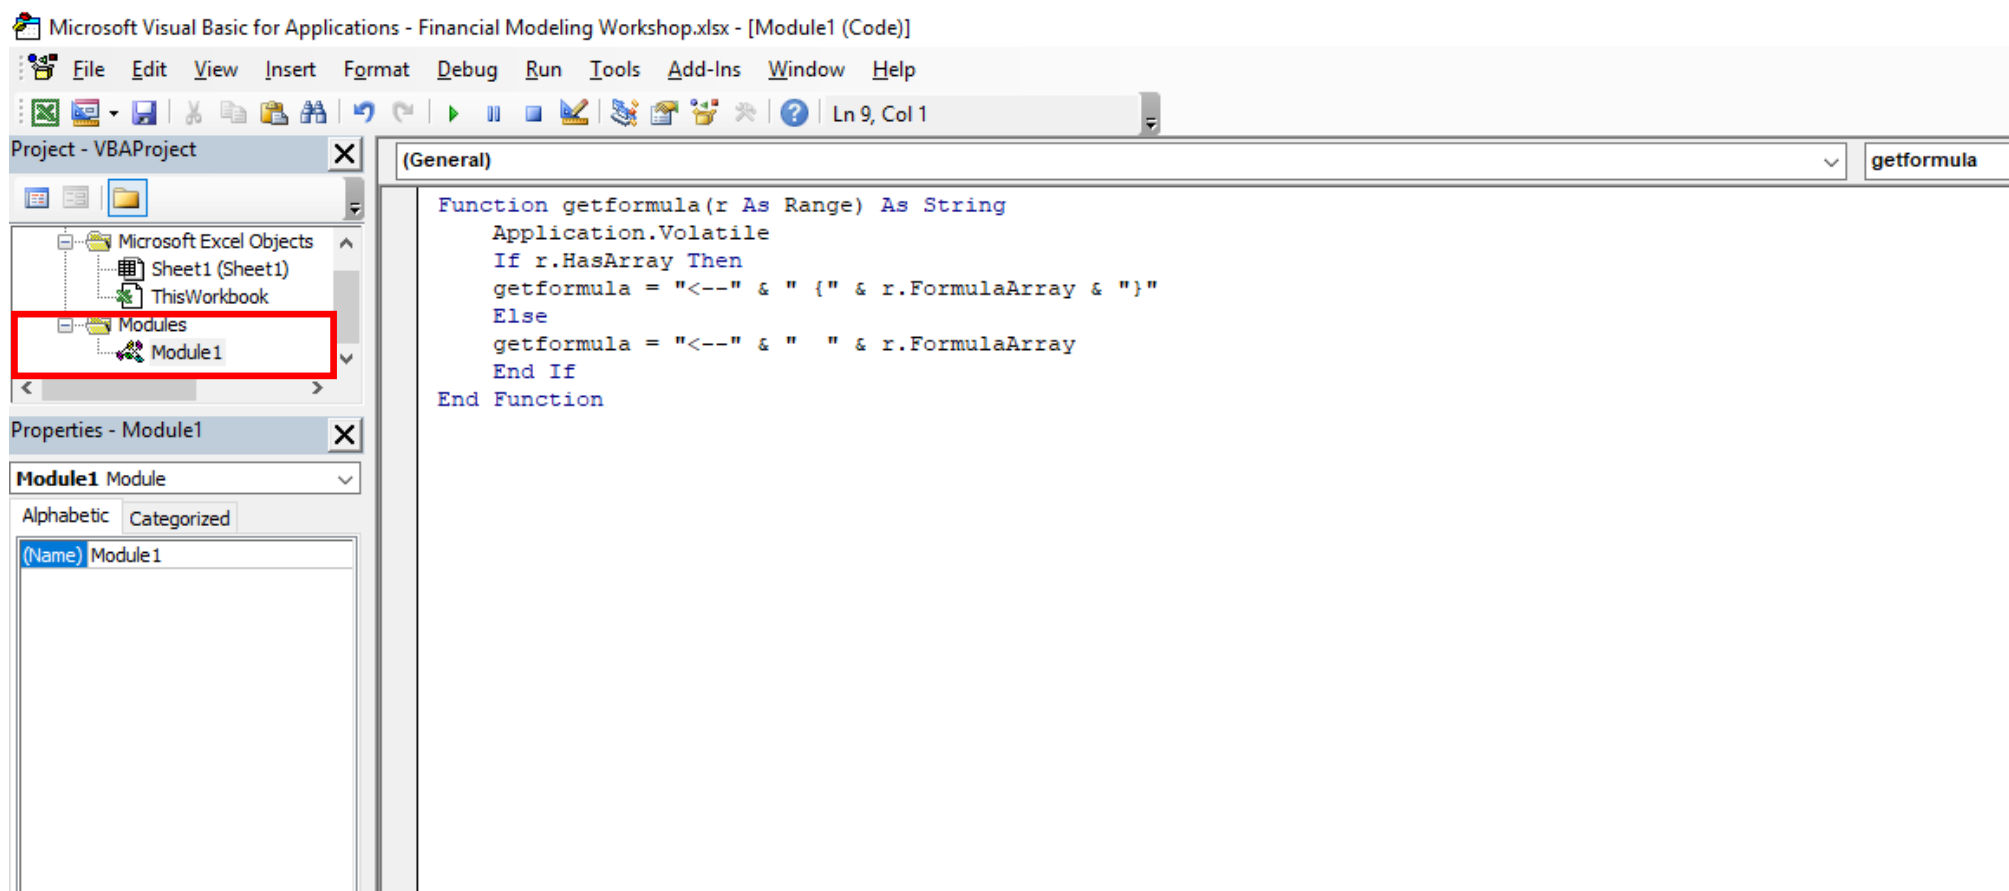 Microsoft Visual Basic for Applications - Financial Modeling Workshop.xlsx - [Module1 (Code)]
File Edit View Insert Format Debug Run Tools Add-Ins Window Help
Ln 9, Col 1
Project - VBAProject
Microsoft Excel Objects
Sheet1 (Sheet1)
ThisWorkbook
Modules
Module1
Properties - Module1
Module1 Module
Alphabetic Categorized
(Name) Module1
(General)
getformula
Function getformula(r As Range) As String
    Application.Volatile
    If r.HasArray Then
    getformula = "<--" & " {" & r.FormulaArray & "}"
    Else
    getformula = "<--" & "  " & r.FormulaArray
    End If
End Function